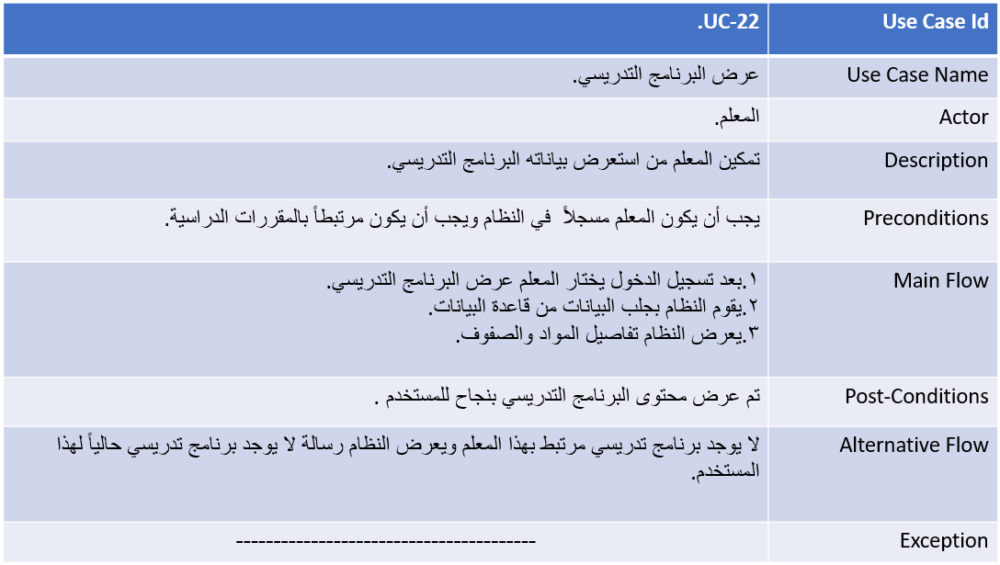 Use Case Id UC-22.
Use Case Name عرض البرنامج التدريسي.
Actor المعلم.
Description تمكين المعلم من استعرض بياناته البرنامج التدريسي.
Preconditions يجب أن يكون المعلم مسجلاً في النظام ويجب أن يكون مرتبطاً بالمقررات الدراسية.
Main Flow ١.بعد تسجيل الدخول يختار المعلم عرض البرنامج التدريسي.
٢.يقوم النظام بجلب البيانات من قاعدة البيانات.
٣.يعرض النظام تفاصيل المواد والصفوف.
Post-Conditions تم عرض محتوى البرنامج التدريسي بنجاح للمستخدم .
Alternative Flow لا يوجد برنامج تدريسي مرتبط بهذا المعلم ويعرض النظام رسالة لا يوجد برنامج تدريسي حالياً لهذا
المستخدم.
Exception ----------------------------------------